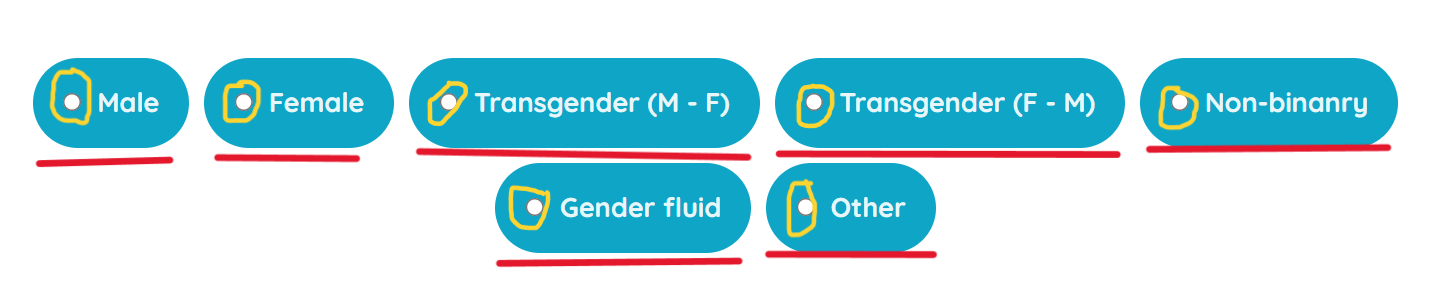 Male Female Transgender (M - F) Transgender (F - M) Non-binanry
Gender fluid Other